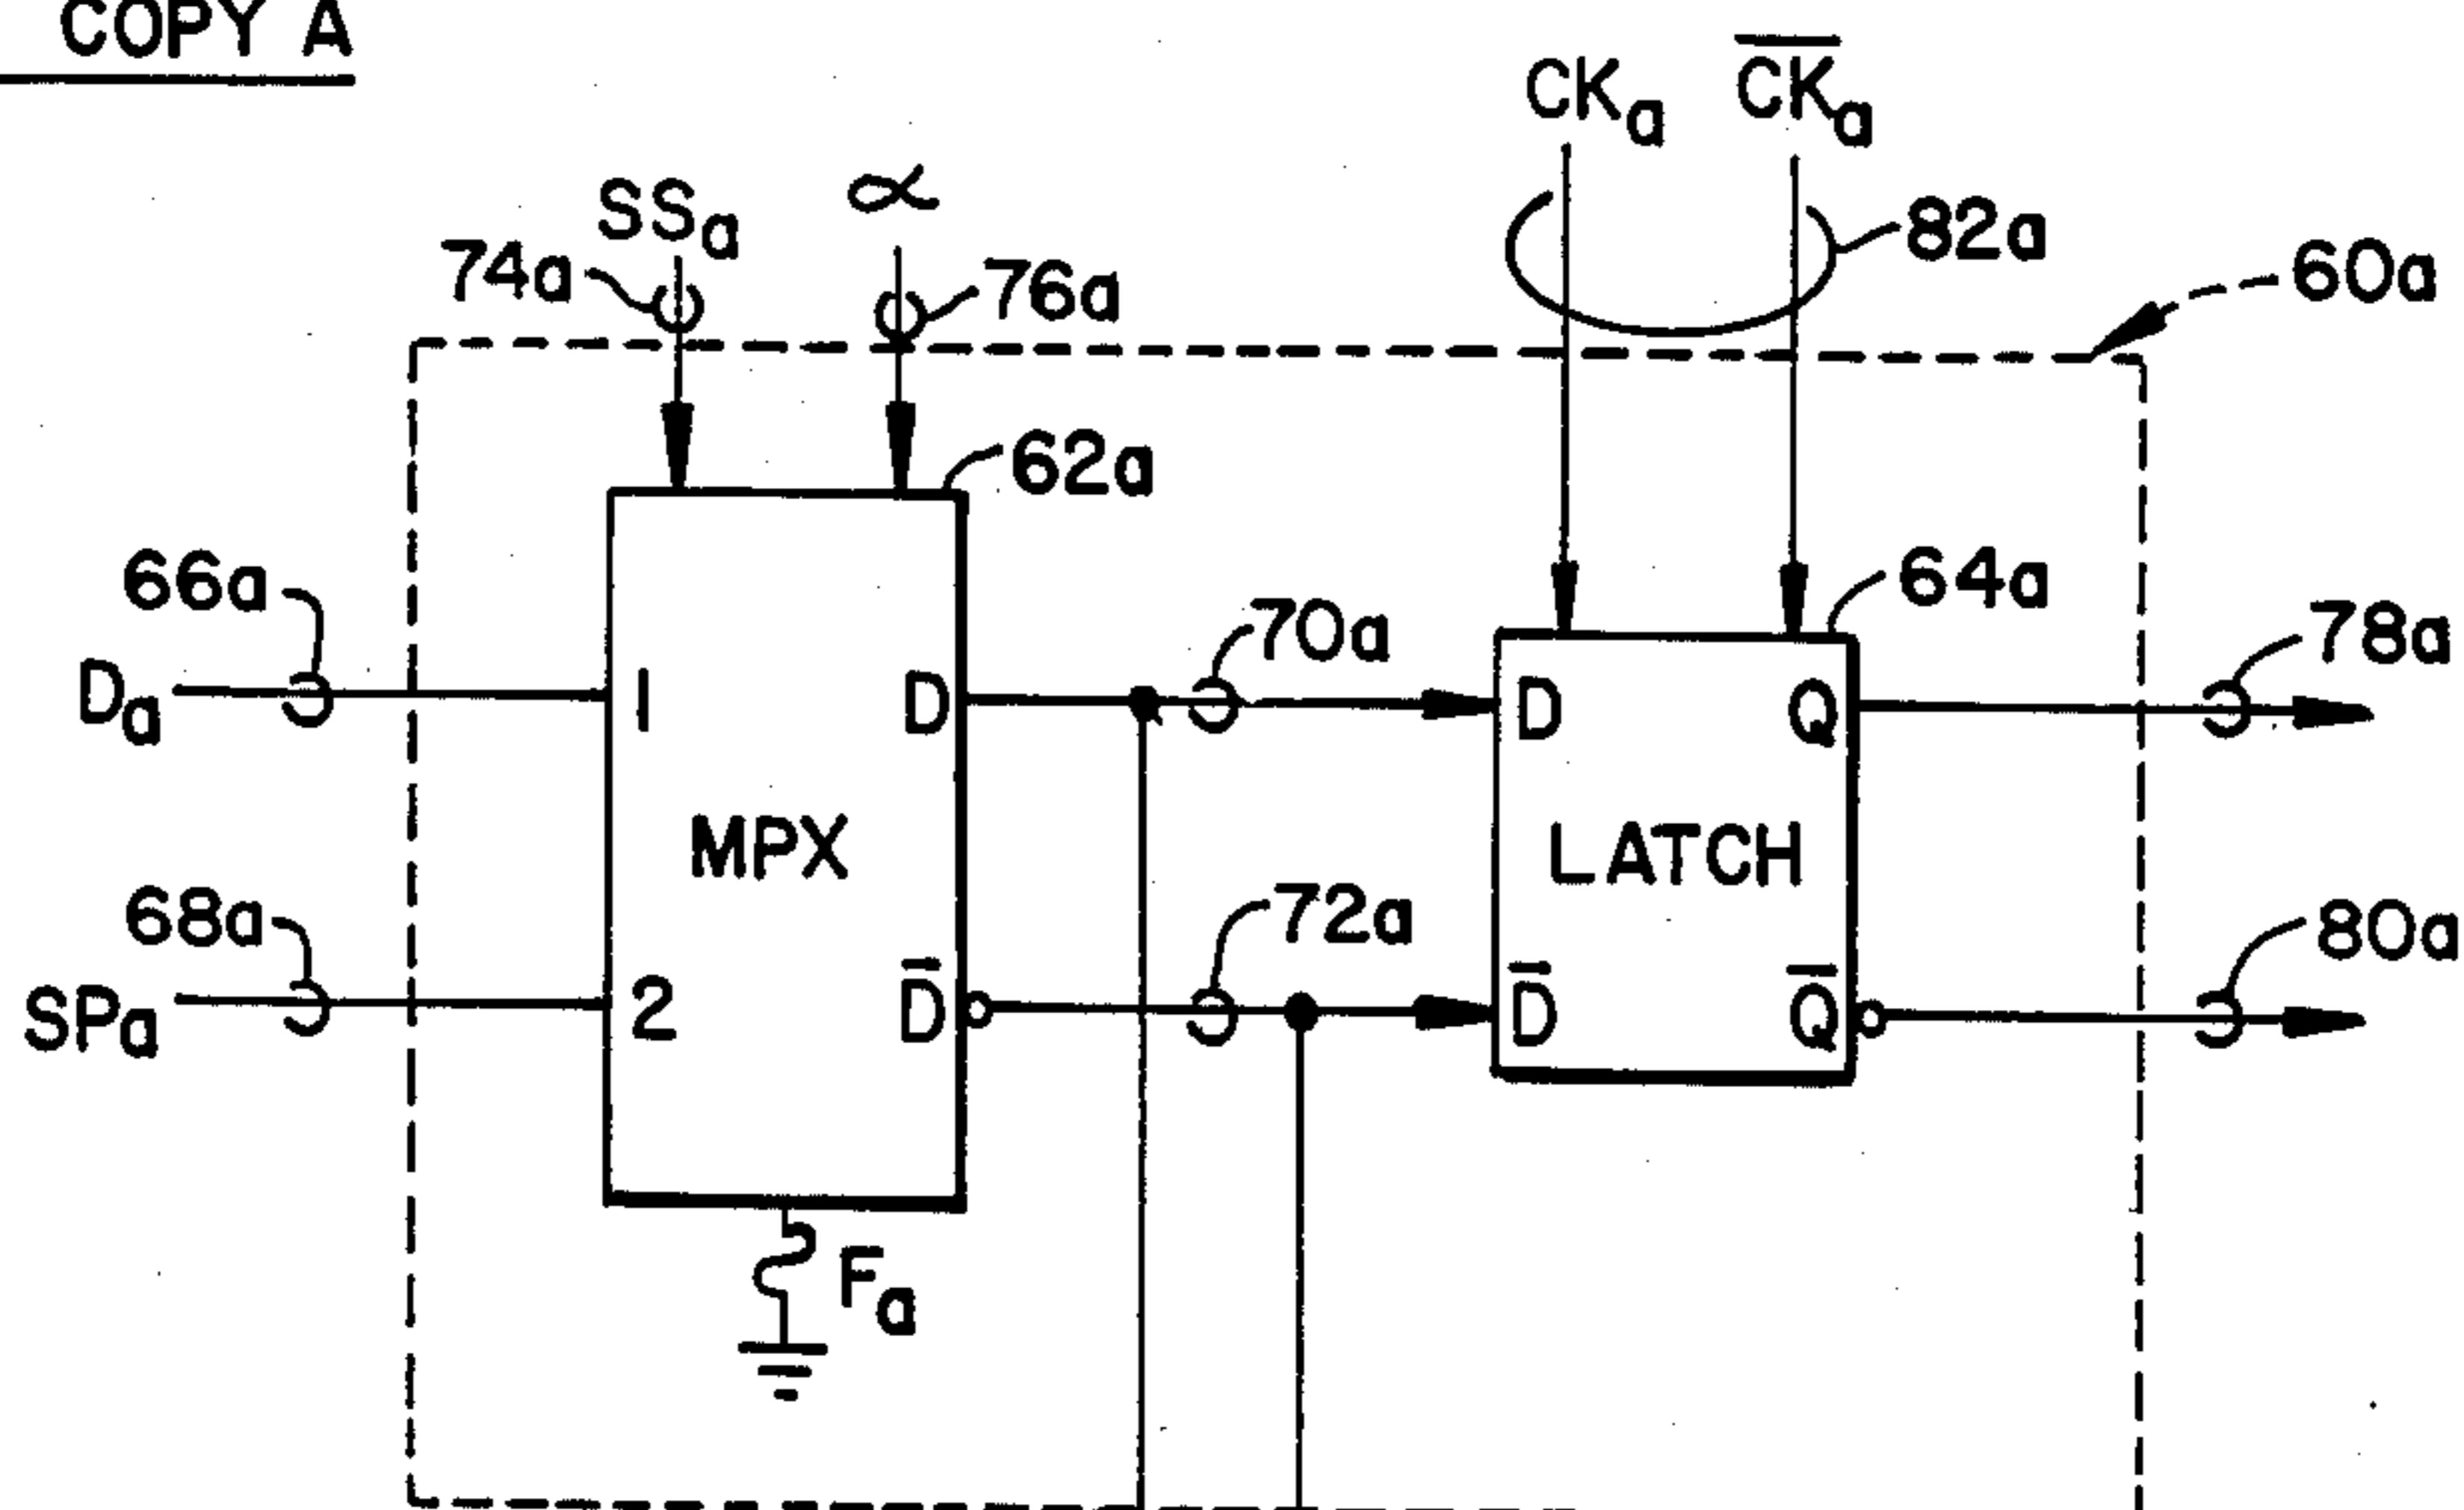 COPY A
CKₐ C̅K̅ₐ
SSₐ α
82a
74a 76a 60a
62a
66a 64a
70a 78a
Dₐ 1 D D Q
MPX LATCH
68a 72a 80a
SPₐ 2 D̅ D̅ Q̅
Fₐ